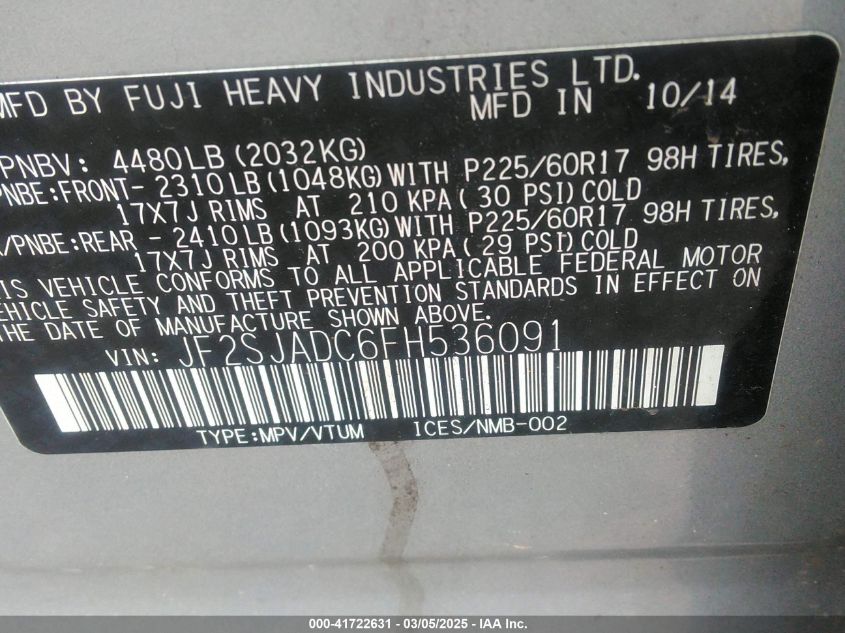 MFD BY FUJI HEAVY INDUSTRIES LTD.
MFD IN 10/14
PNBV: 4480LB (2032KG)
PNBE:FRONT- 2310LB (1048KG) WITH P225/60R17 98H TIRES,
17X7J RIMS AT 210 KPA( 30 PSI) COLD
/PNBE:REAR - 2410LB (1093KG) WITH P225/60R17 98H TIRES,
17X7J RIMS AT 200 KPA( 29 PSI) COLD
IS VEHICLE CONFORMS TO ALL APPLICABLE FEDERAL MOTOR
EHICLE SAFETY AND THEFT PREVENTION STANDARDS IN EFFECT ON
THE DATE OF MANUFACTURE SHOWN ABOVE.
VIN: JF2SJADC6FH536091
TYPE:MPV/VTUM ICES/NMB-002
000-41722631 - 03/05/2025 - IAA Inc.